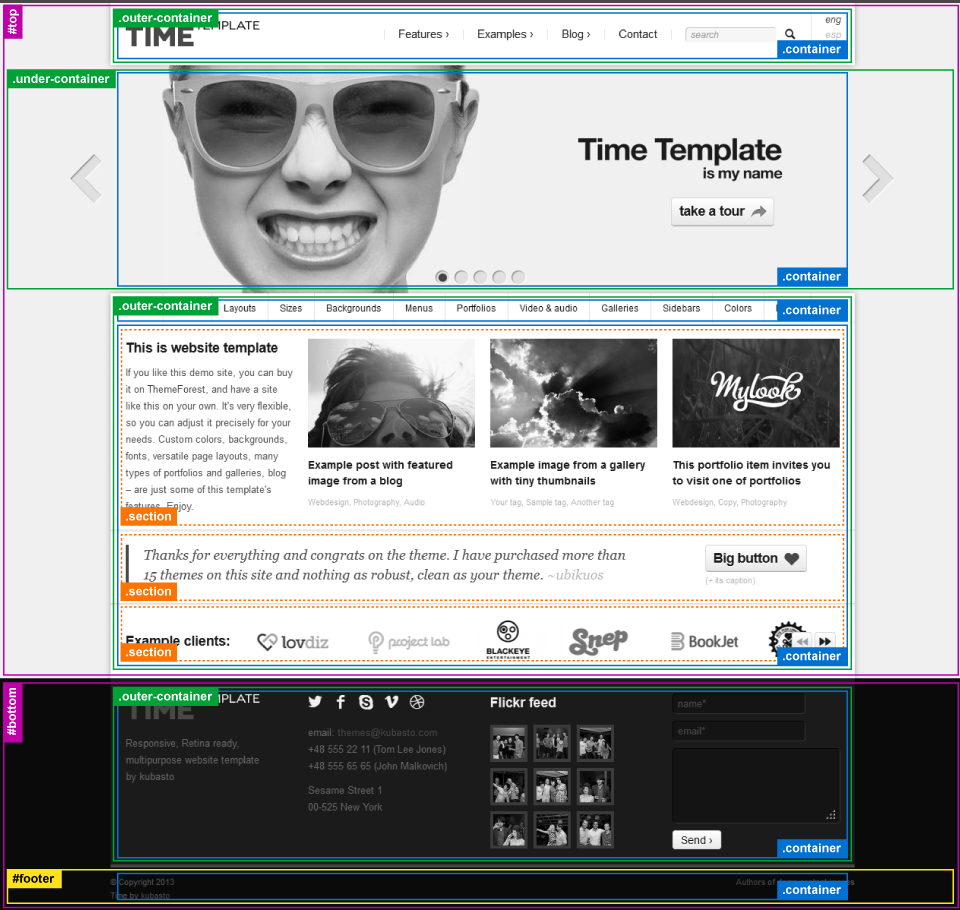 #top
.outer-container
TEMPLATE
TIME
Features ›
Examples ›
Blog ›
Contact
search
eng
esp
.container
.under-container
Time Template
is my name
take a tour
.container
.outer-container
Layouts
Sizes
Backgrounds
Menus
Portfolios
Video & audio
Galleries
Sidebars
Colors
.container
This is website template
If you like this demo site, you can buy
it on ThemeForest, and have a site
like this on your own. It's very flexible,
so you can adjust it precisely for your
needs. Custom colors, backgrounds,
fonts, versatile page layouts, many
types of portfolios and galleries, blog
– are just some of this template's
features. Enjoy.
.section
Example post with featured
image from a blog
Webdesign, Photography, Audio
Example image from a gallery
with tiny thumbnails
Your tag, Sample tag, Another tag
Mylook
This portfolio item invites you
to visit one of portfolios
Webdesign, Copy, Photography
Thanks for everything and congrats on the theme. I have purchased more than
15 themes on this site and nothing as robust, clean as your theme. ~ubikuos
.section
Big button
(+ its caption)
Example clients:
.section
lovdiz
project lab
BLACKEYE
ENTERTAINMENT
Snep
BookJet
.container
#bottom
.outer-container
TEMPLATE
TIME
Responsive, Retina ready,
multipurpose website template
by kubasto
email: themes@kubasto.com
+48 555 22 11 (Tom Lee Jones)
+48 555 65 65 (John Malkovich)
Sesame Street 1
00-525 New York
Flickr feed
name*
email*
Send ›
.container
#footer
© Copyright 2013
Time by kubasto
Authors of
.container